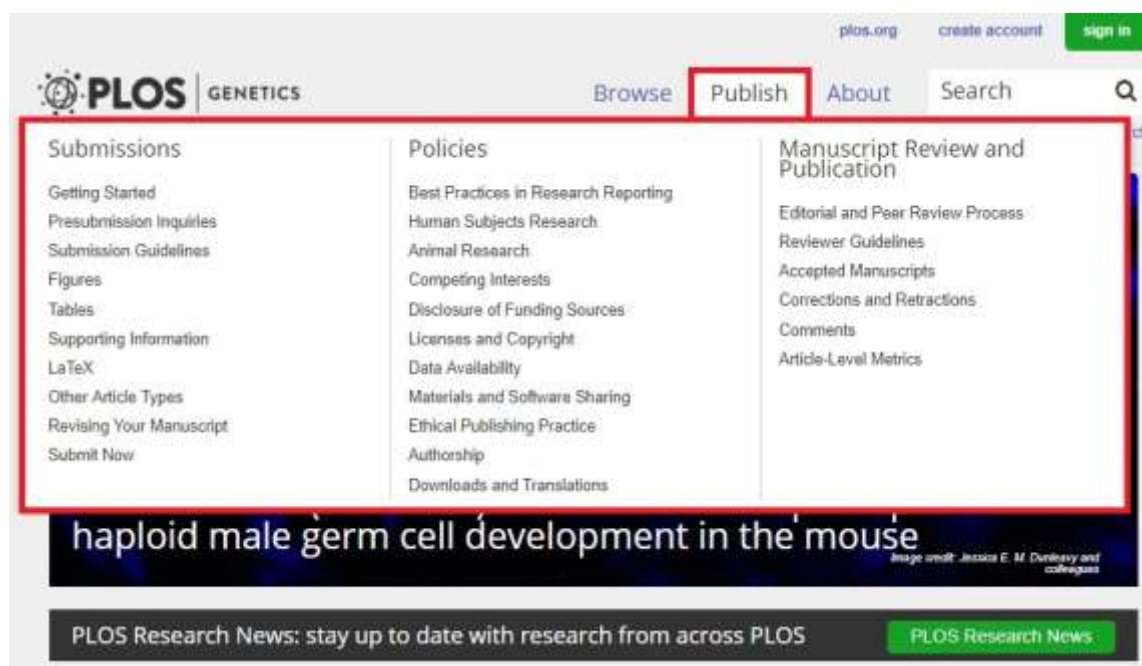 plos.org create account sign in
PLOS GENETICS Browse Publish About Search
Submissions
Getting Started
Presubmission Inquiries
Submission Guidelines
Figures
Tables
Supporting Information
LaTeX
Other Article Types
Revising Your Manuscript
Submit Now
Policies
Best Practices in Research Reporting
Human Subjects Research
Animal Research
Competing Interests
Disclosure of Funding Sources
Licenses and Copyright
Data Availability
Materials and Software Sharing
Ethical Publishing Practice
Authorship
Downloads and Translations
Manuscript Review and
Publication
Editorial and Peer Review Process
Reviewer Guidelines
Accepted Manuscripts
Corrections and Retractions
Comments
Article-Level Metrics
haploid male germ cell development in the mouse
Image credit: Jessica E. M. Dunleavy and
colleagues
PLOS Research News: stay up to date with research from across PLOS
PLOS Research News